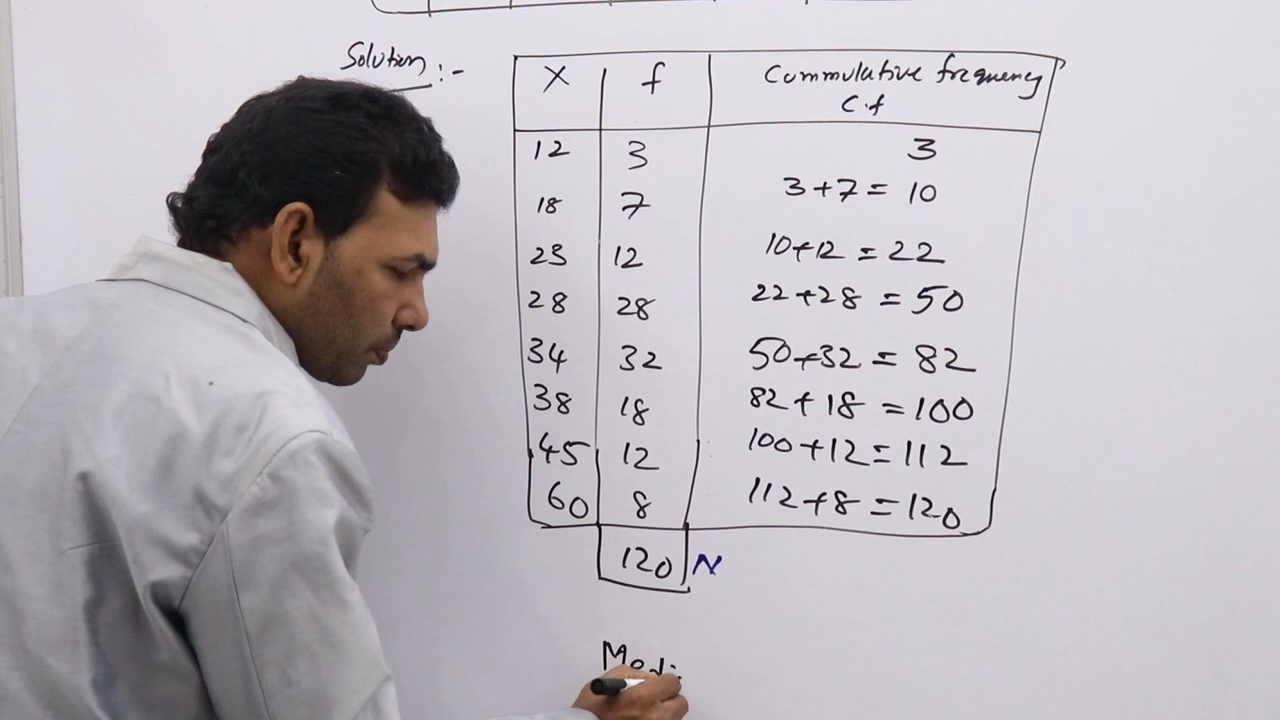 Solution :-
X f Commulative frequency
C.f
12 3 3
18 7 3+7= 10
23 12 10+12 = 22
28 28 22+28 = 50
34 32 50+32 = 82
38 18 82+18 = 100
45 12 100+12 = 112
60 8 112+8 = 120
120 N
Medi